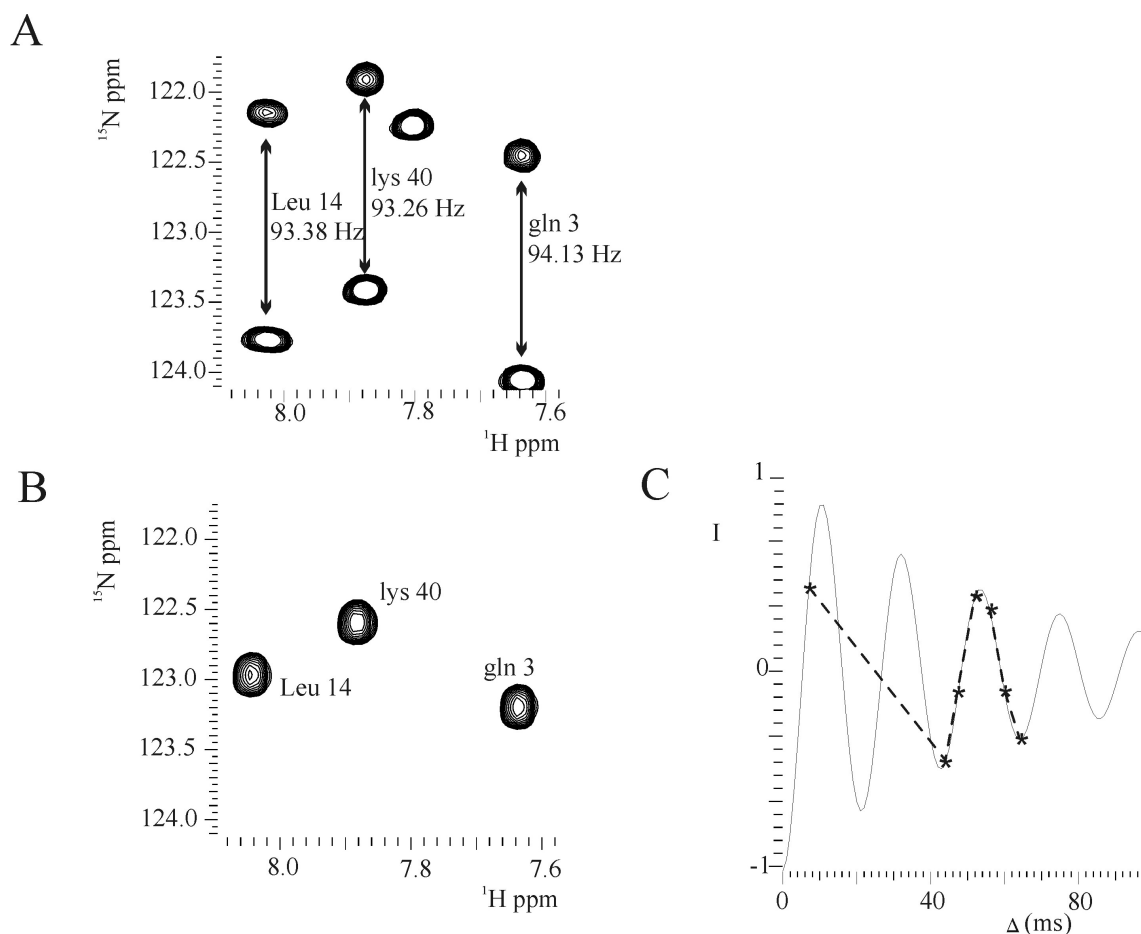 A
¹⁵N ppm
122.0
122.5
123.0
123.5
124.0
Leu 14
93.38 Hz
lys 40
93.26 Hz
gln 3
94.13 Hz
8.0
7.8
7.6
¹H ppm
B
¹⁵N ppm
122.0
122.5
123.0
123.5
124.0
lys 40
Leu 14
gln 3
8.0
7.8
7.6
¹H ppm
C
I
1
0
-1
0
40
80
Δ (ms)